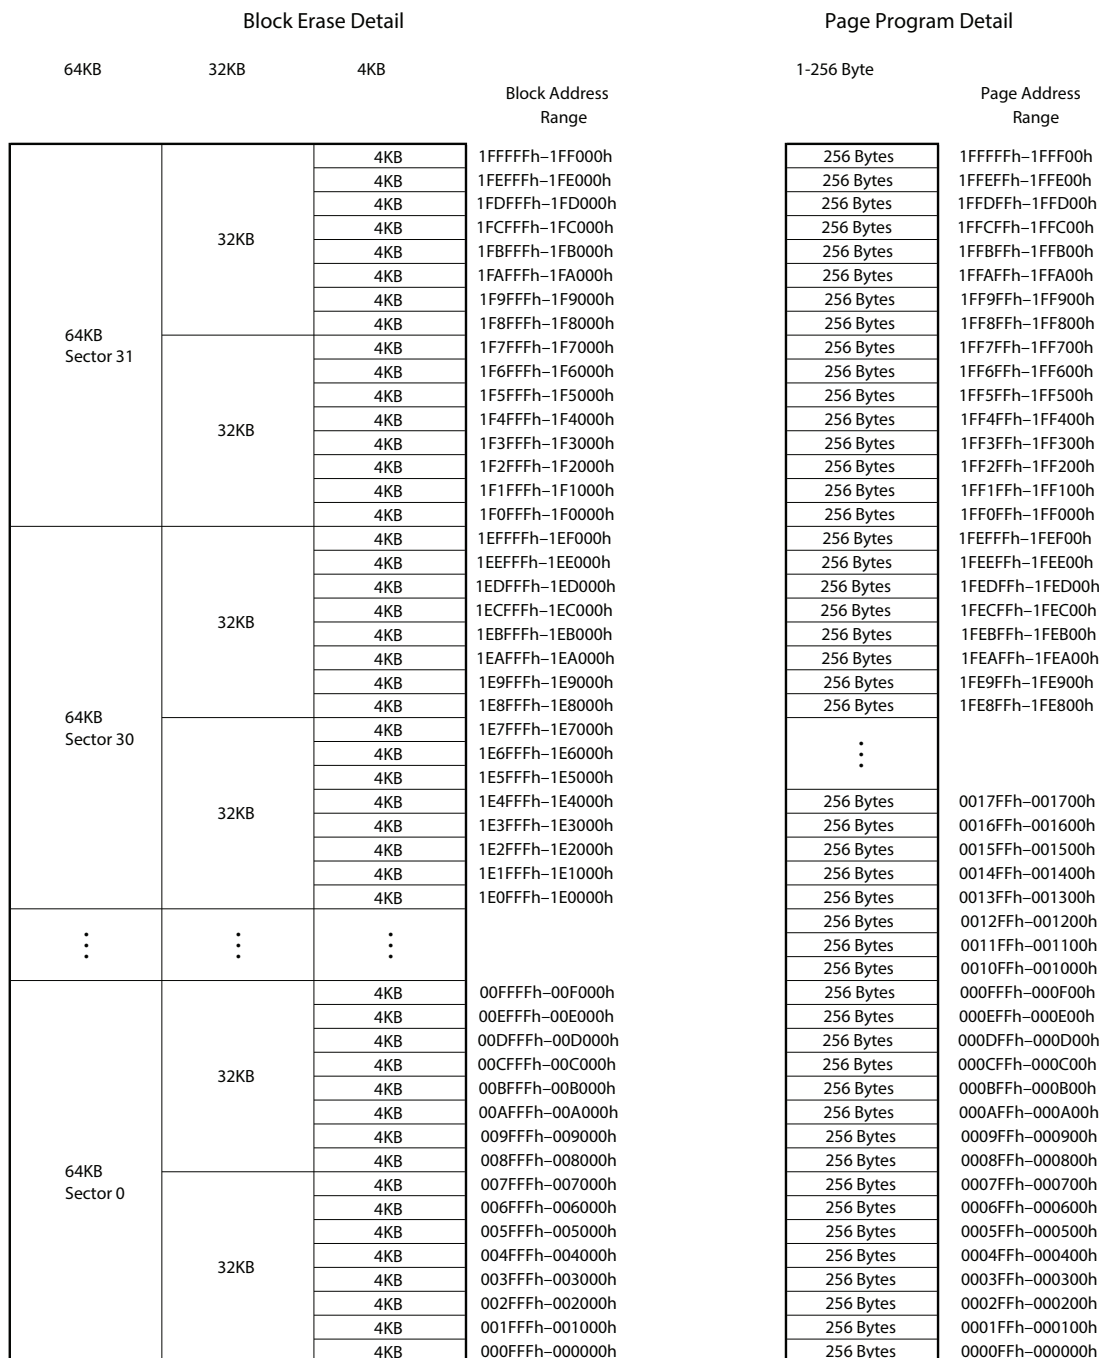 Block Erase Detail Page Program Detail
64KB 32KB 4KB 1-256 Byte
Block Address Page Address
Range Range
4KB 1FFFFFh–1FF000h 256 Bytes 1FFFFFh–1FFF00h
4KB 1FEFFFh–1FE000h 256 Bytes 1FFEFFh–1FFE00h
4KB 1FDFFFh–1FD000h 256 Bytes 1FFDFFh–1FFD00h
4KB 1FCFFFh–1FC000h 256 Bytes 1FFCFFh–1FFC00h
32KB
4KB 1FBFFFh–1FB000h 256 Bytes 1FFBFFh–1FFB00h
4KB 1FAFFFh–1FA000h 256 Bytes 1FFAFFh–1FFA00h
4KB 1F9FFFh–1F9000h 256 Bytes 1FF9FFh–1FF900h
4KB 1F8FFFh–1F8000h 256 Bytes 1FF8FFh–1FF800h
64KB
4KB 1F7FFFh–1F7000h 256 Bytes 1FF7FFh–1FF700h
Sector 31
4KB 1F6FFFh–1F6000h 256 Bytes 1FF6FFh–1FF600h
4KB 1F5FFFh–1F5000h 256 Bytes 1FF5FFh–1FF500h
4KB 1F4FFFh–1F4000h 256 Bytes 1FF4FFh–1FF400h
32KB
4KB 1F3FFFh–1F3000h 256 Bytes 1FF3FFh–1FF300h
4KB 1F2FFFh–1F2000h 256 Bytes 1FF2FFh–1FF200h
4KB 1F1FFFh–1F1000h 256 Bytes 1FF1FFh–1FF100h
4KB 1F0FFFh–1F0000h 256 Bytes 1FF0FFh–1FF000h
4KB 1EFFFFh–1EF000h 256 Bytes 1FEFFFh–1FEF00h
4KB 1EEFFFh–1EE000h 256 Bytes 1FEEFFh–1FEE00h
4KB 1EDFFFh–1ED000h 256 Bytes 1FEDFFh–1FED00h
4KB 1ECFFFh–1EC000h 256 Bytes 1FECFFh–1FEC00h
32KB
4KB 1EBFFFh–1EB000h 256 Bytes 1FEBFFh–1FEB00h
4KB 1EAFFFh–1EA000h 256 Bytes 1FEAFFh–1FEA00h
4KB 1E9FFFh–1E9000h 256 Bytes 1FE9FFh–1FE900h
4KB 1E8FFFh–1E8000h 256 Bytes 1FE8FFh–1FE800h
64KB
4KB 1E7FFFh–1E7000h
Sector 30
4KB 1E6FFFh–1E6000h
4KB 1E5FFFh–1E5000h
4KB 1E4FFFh–1E4000h 256 Bytes 0017FFh–001700h
32KB
4KB 1E3FFFh–1E3000h 256 Bytes 0016FFh–001600h
4KB 1E2FFFh–1E2000h 256 Bytes 0015FFh–001500h
4KB 1E1FFFh–1E1000h 256 Bytes 0014FFh–001400h
4KB 1E0FFFh–1E0000h 256 Bytes 0013FFh–001300h
256 Bytes 0012FFh–001200h
256 Bytes 0011FFh–001100h
256 Bytes 0010FFh–001000h
4KB 00FFFFh–00F000h 256 Bytes 000FFFh–000F00h
4KB 00EFFFh–00E000h 256 Bytes 000EFFh–000E00h
4KB 00DFFFh–00D000h 256 Bytes 000DFFh–000D00h
4KB 00CFFFh–00C000h 256 Bytes 000CFFh–000C00h
32KB
4KB 00BFFFh–00B000h 256 Bytes 000BFFh–000B00h
4KB 00AFFFh–00A000h 256 Bytes 000AFFh–000A00h
4KB 009FFFh–009000h 256 Bytes 0009FFh–000900h
4KB 008FFFh–008000h 256 Bytes 0008FFh–000800h
64KB
4KB 007FFFh–007000h 256 Bytes 0007FFh–000700h
Sector 0
4KB 006FFFh–006000h 256 Bytes 0006FFh–000600h
4KB 005FFFh–005000h 256 Bytes 0005FFh–000500h
4KB 004FFFh–004000h 256 Bytes 0004FFh–000400h
32KB
4KB 003FFFh–003000h 256 Bytes 0003FFh–000300h
4KB 002FFFh–002000h 256 Bytes 0002FFh–000200h
4KB 001FFFh–001000h 256 Bytes 0001FFh–000100h
4KB 000FFFh–000000h 256 Bytes 0000FFh–000000h